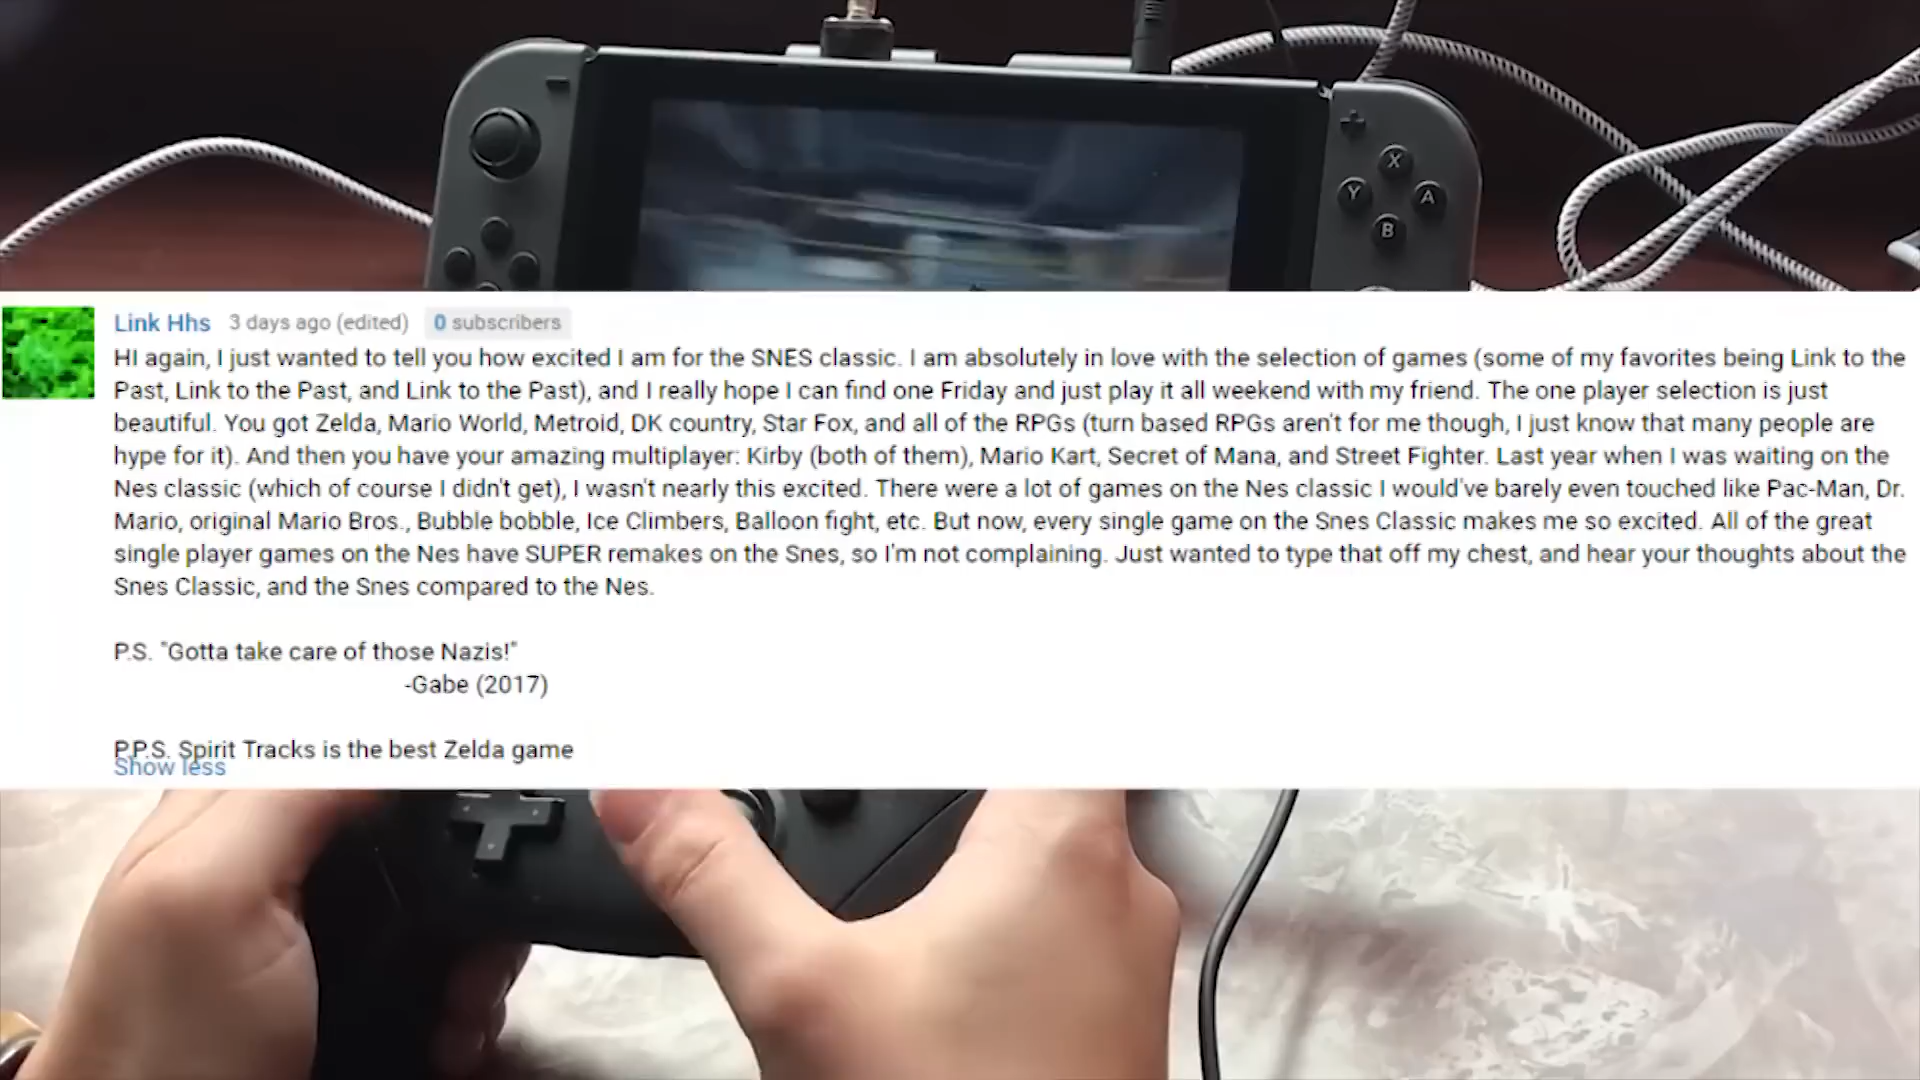 X
Y
A
B
Link Hhs 3 days ago (edited) 0 subscribers
HI again, I just wanted to tell you how excited I am for the SNES classic. I am absolutely in love with the selection of games (some of my favorites being Link to the
Past, Link to the Past, and Link to the Past), and I really hope I can find one Friday and just play it all weekend with my friend. The one player selection is just
beautiful. You got Zelda, Mario World, Metroid, DK country, Star Fox, and all of the RPGs (turn based RPGs aren't for me though, I just know that many people are
hype for it). And then you have your amazing multiplayer: Kirby (both of them), Mario Kart, Secret of Mana, and Street Fighter. Last year when I was waiting on the
Nes classic (which of course I didn't get), I wasn't nearly this excited. There were a lot of games on the Nes classic I would've barely even touched like Pac-Man, Dr.
Mario, original Mario Bros., Bubble bobble, Ice Climbers, Balloon fight, etc. But now, every single game on the Snes Classic makes me so excited. All of the great
single player games on the Nes have SUPER remakes on the Snes, so I'm not complaining. Just wanted to type that off my chest, and hear your thoughts about the
Snes Classic, and the Snes compared to the Nes.
P.S. "Gotta take care of those Nazis!"
-Gabe (2017)
P.P.S. Spirit Tracks is the best Zelda game
Show less